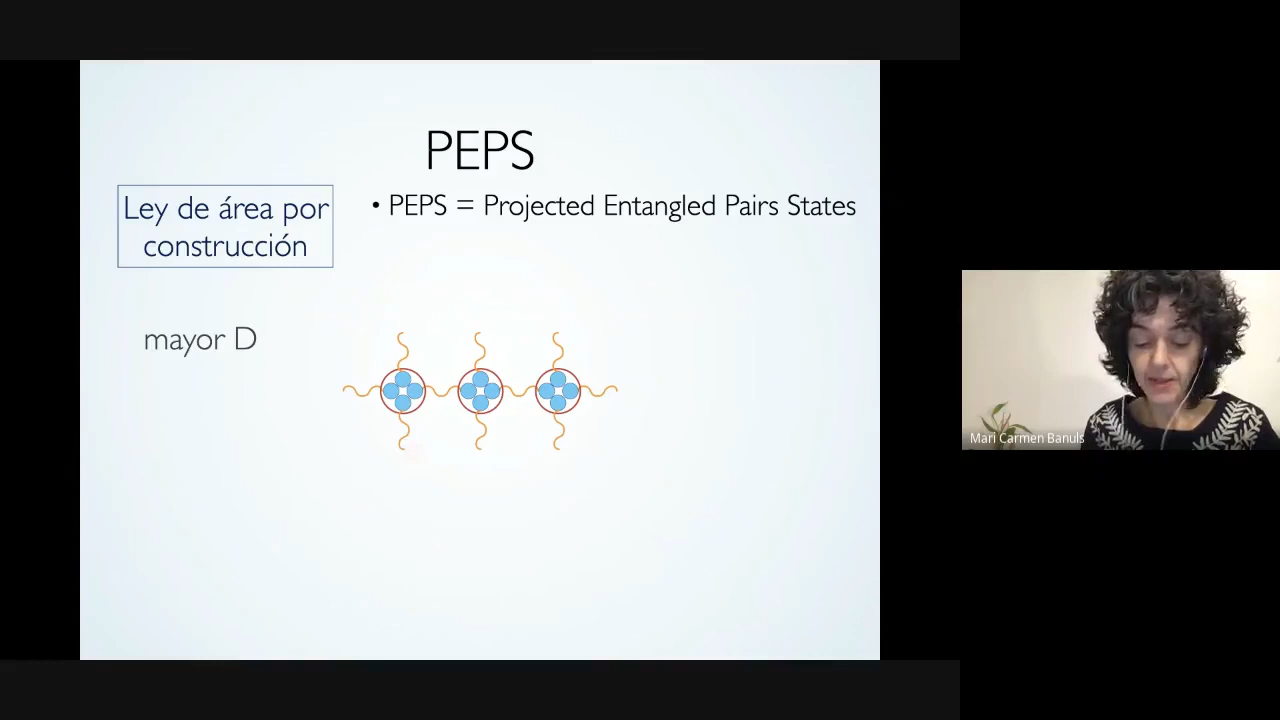 PEPS
Ley de área por
construcción
• PEPS = Projected Entangled Pairs States
mayor D
Mari Carmen Banuls